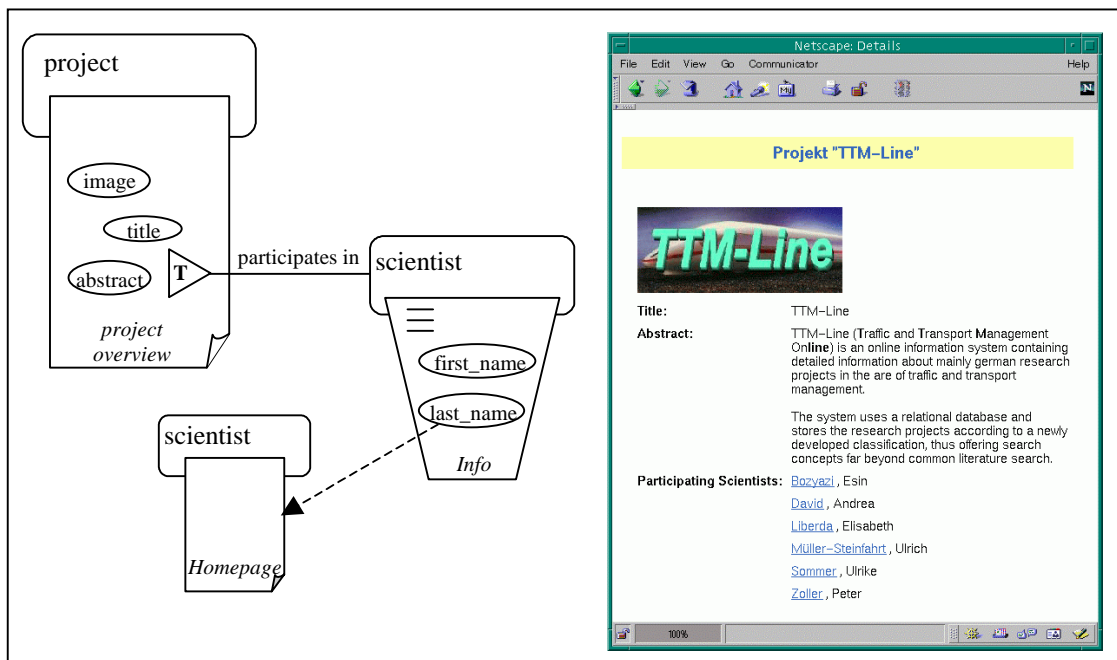 project
image
title
T
abstract
project
overview
participates in
scientist
first_name
last_name
Info
scientist
Homepage
Netscape: Details
File Edit View Go Communicator Help
My
N
Projekt "TTM-Line"
TTM-Line
Title: TTM-Line
Abstract: TTM-Line (Traffic and Transport Management
Online) is an online information system containing
detailed information about mainly german research
projects in the are of traffic and transport
management.
The system uses a relational database and
stores the research projects according to a newly
developed classification, thus offering search
concepts far beyond common literature search.
Participating Scientists: Bozyazi , Esin
David , Andrea
Liberda , Elisabeth
Müller-Steinfahrt , Ulrich
Sommer , Ulrike
Zoller , Peter
100%